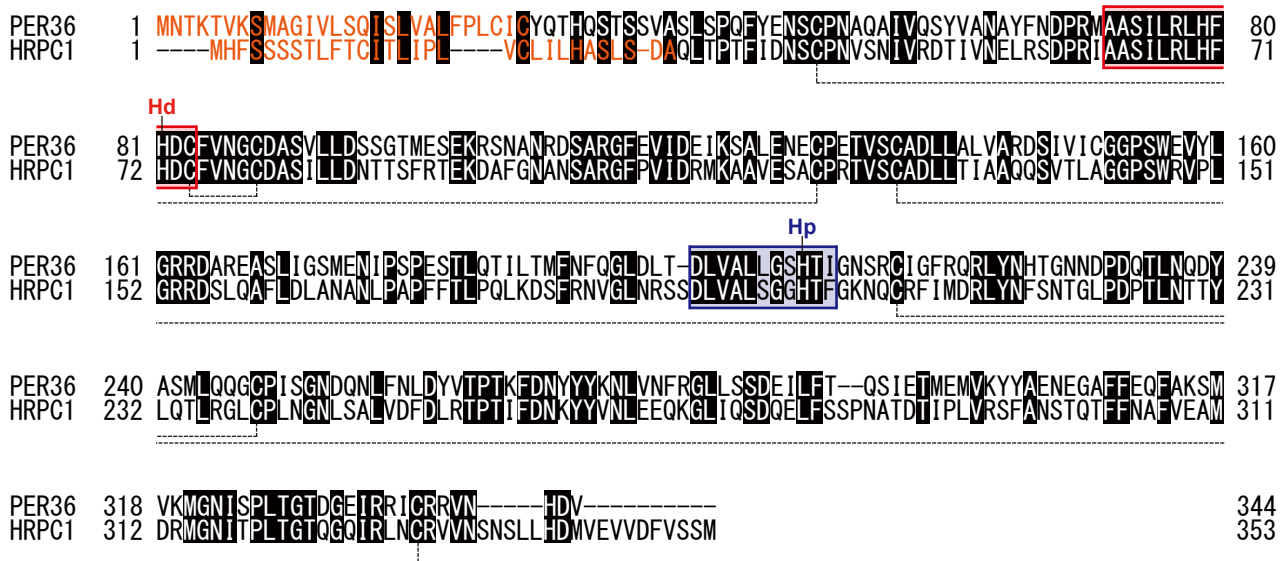 PER36 1 MNTKTVKSMAGIVLSQISLVALFPLCICYQTHQSTSSVASLSPQFYENSCPNAQAIVQSYVANAYFNDPRMAASILRLHF 80
HRPC1 1 ----MHFSSSSTLFTCITLIPL----VCLILHASLS-DAQLTPTFIDNSCPNVSNIVRDTIVNELRSDPRIAASILRLHF 71
Hd
PER36 81 HDCFVNGCDASVLLDSSGTMESEKRSNANRDSARGFEVIDEIKSALENECPETVSCADLLALVARDSIVICGGPSWEVYL 160
HRPC1 72 HDCFVNGCDASILLDNTTSFRTEKDAFGNANSARGFPVIDRMKAAVESACPRTVSCADLLTIAAQQSVTLAGGPSWRVPL 151
Hp
PER36 161 GRRDAREASLIGSMENIPSPESTLQTILTMFNFQGLDLT-DLVALLGSHTIGNSRCIGFRQRLYNHTGNNDPDQTLNQDY 239
HRPC1 152 GRRDSLQAFLDLANANLPAPFFTLPQLKDSFRNVGLNRSSDLVALSGGHTFGKNQCRFIMDRLYNFSNTGLPDPTLNTTY 231
PER36 240 ASMLQQGCPISGNDQNLFNLDYVTPTKFDNYYYKNLVNFRGLLSSDEILFT--QSIETMEMVKYYAENEGAFFEQFAKSM 317
HRPC1 232 LQTLRGLCPLNGNLSALVDFDLRTPTIFDNKYYVNLEEQKGLIQSDQELFSSPNATDTIPLVRSFANSTQTFFNAFVEAM 311
PER36 318 VKMGNISPLTGTDGEIRRICRRVN-----HDV---------- 344
HRPC1 312 DRMGNITPLTGTQGQIRLNCRVVNSNSLLHDMVEVVDFVSSM 353